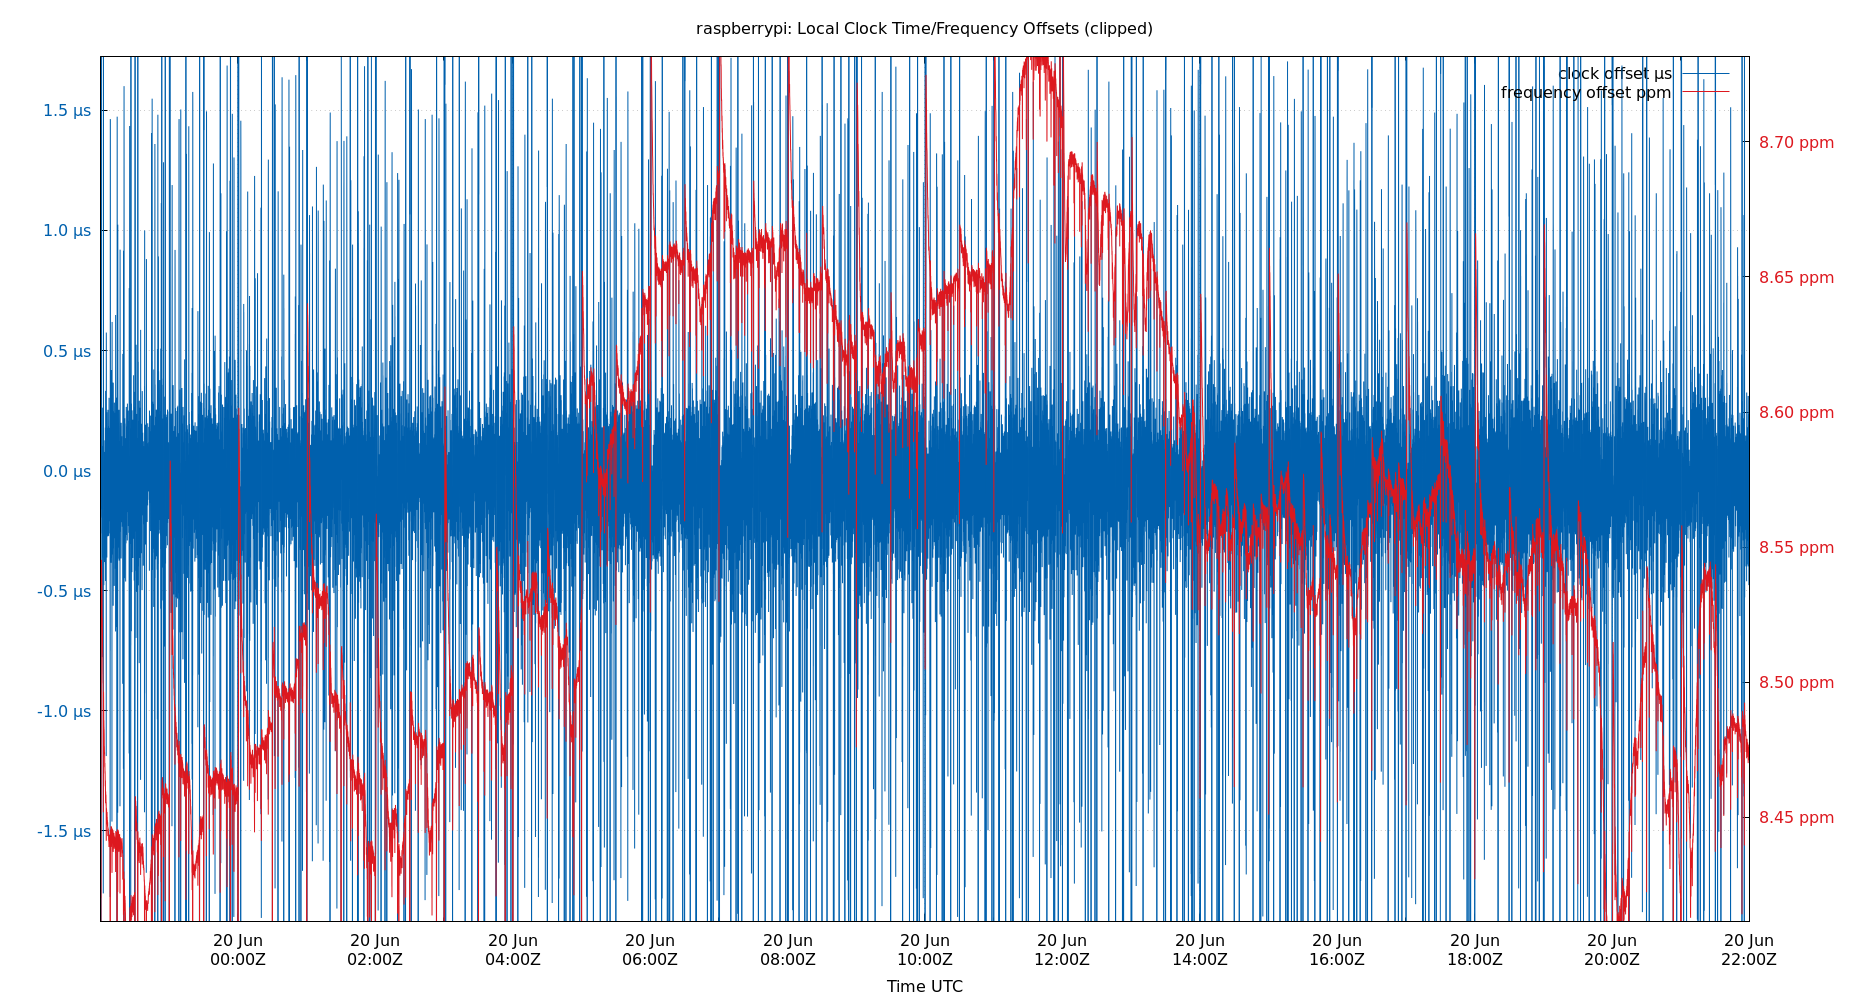 raspberrypi: Local Clock Time/Frequency Offsets (clipped)
clock offset µs
frequency offset ppm
1.5 µs
1.0 µs
0.5 µs
0.0 µs
-0.5 µs
-1.0 µs
-1.5 µs
8.70 ppm
8.65 ppm
8.60 ppm
8.55 ppm
8.50 ppm
8.45 ppm
20 Jun 20 Jun 20 Jun 20 Jun 20 Jun 20 Jun 20 Jun 20 Jun 20 Jun 20 Jun 20 Jun 20 Jun
00:00Z 02:00Z 04:00Z 06:00Z 08:00Z 10:00Z 12:00Z 14:00Z 16:00Z 18:00Z 20:00Z 22:00Z
Time UTC